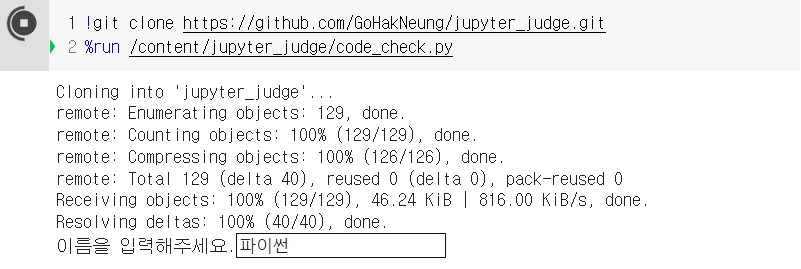 1 !git clone https://github.com/GoHakNeung/jupyter_judge.git
2 %run /content/jupyter_judge/code_check.py
Cloning into 'jupyter_judge'...
remote: Enumerating objects: 129, done.
remote: Counting objects: 100% (129/129), done.
remote: Compressing objects: 100% (126/126), done.
remote: Total 129 (delta 40), reused 0 (delta 0), pack-reused 0
Receiving objects: 100% (129/129), 46.24 KiB | 816.00 KiB/s, done.
Resolving deltas: 100% (40/40), done.
이름을 입력해주세요. 파이썬